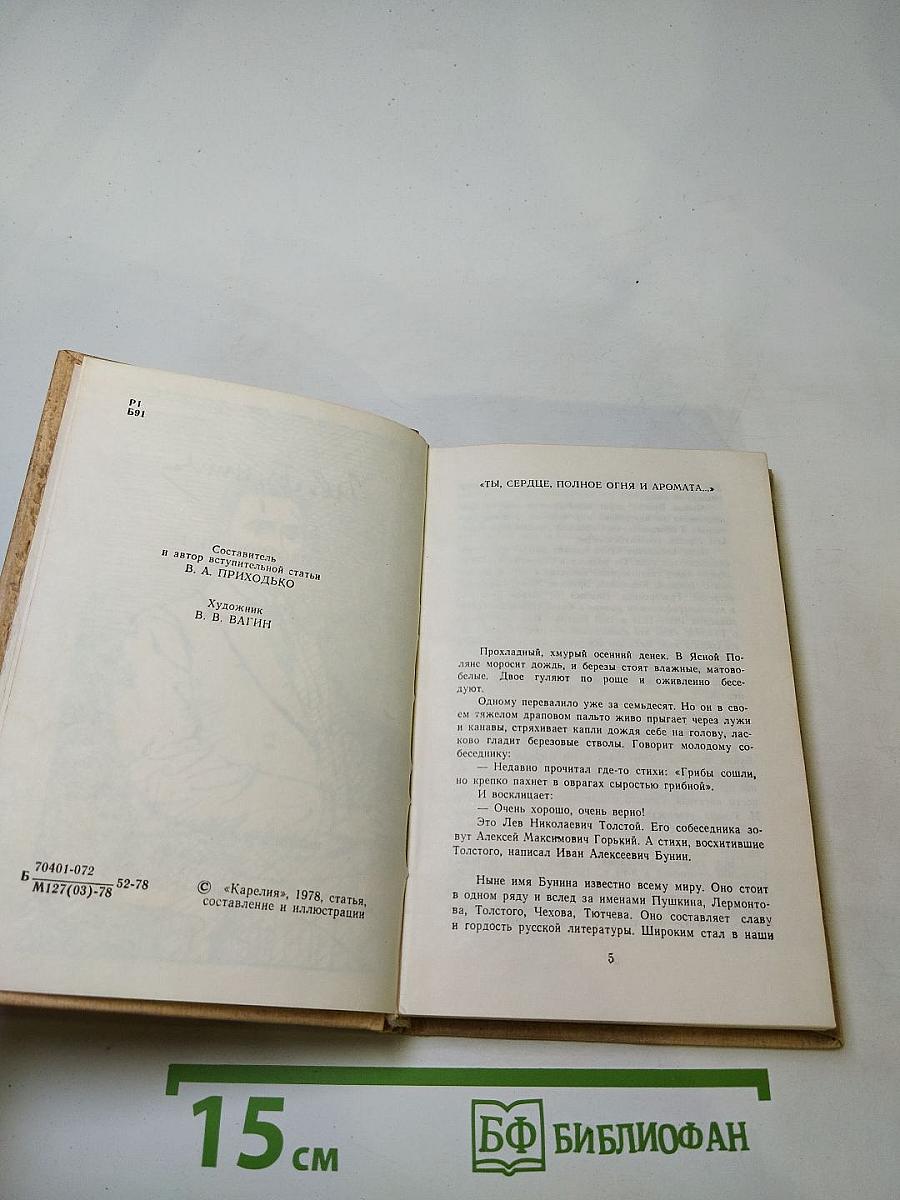 Р1
Б91
Составитель
и автор вступительной статьи
В. А. ПРИХОДЬКО
Художник
В. В. ВАГИН
Б 70401-072 52-78
М127(03)-78
© «Карелия», 1978, статья,
составление и иллюстрации
«ТЫ, СЕРДЦЕ, ПОЛНОЕ ОГНЯ И АРОМАТА...»
Прохладный, хмурый осенний денек. В Ясной По-
ляне моросит дождь, и березы стоят влажные, матово-
белые. Двое гуляют по роще и оживленно бесе-
дуют.
Одному перевалило уже за семьдесят. Но он в сво-
ем тяжелом драповом пальто живо прыгает через лужи
и канавы, стряхивает капли дождя себе на голову, лас-
ково гладит березовые стволы. Говорит молодому со-
беседнику:
— Недавно прочитал где-то стихи: «Грибы сошли,
но крепко пахнет в оврагах сыростью грибной».
И восклицает:
— Очень хорошо, очень верно!
Это Лев Николаевич Толстой. Его собеседника зо-
вут Алексей Максимович Горький. А стихи, восхитившие
Толстого, написал Иван Алексеевич Бунин.
Ныне имя Бунина известно всему миру. Оно стоит
в одном ряду и вслед за именами Пушкина, Лермонто-
ва, Толстого, Чехова, Тютчева. Оно составляет славу
и гордость русской литературы. Широким стал в наши
5
15 см
БФ БИБЛИОФАН